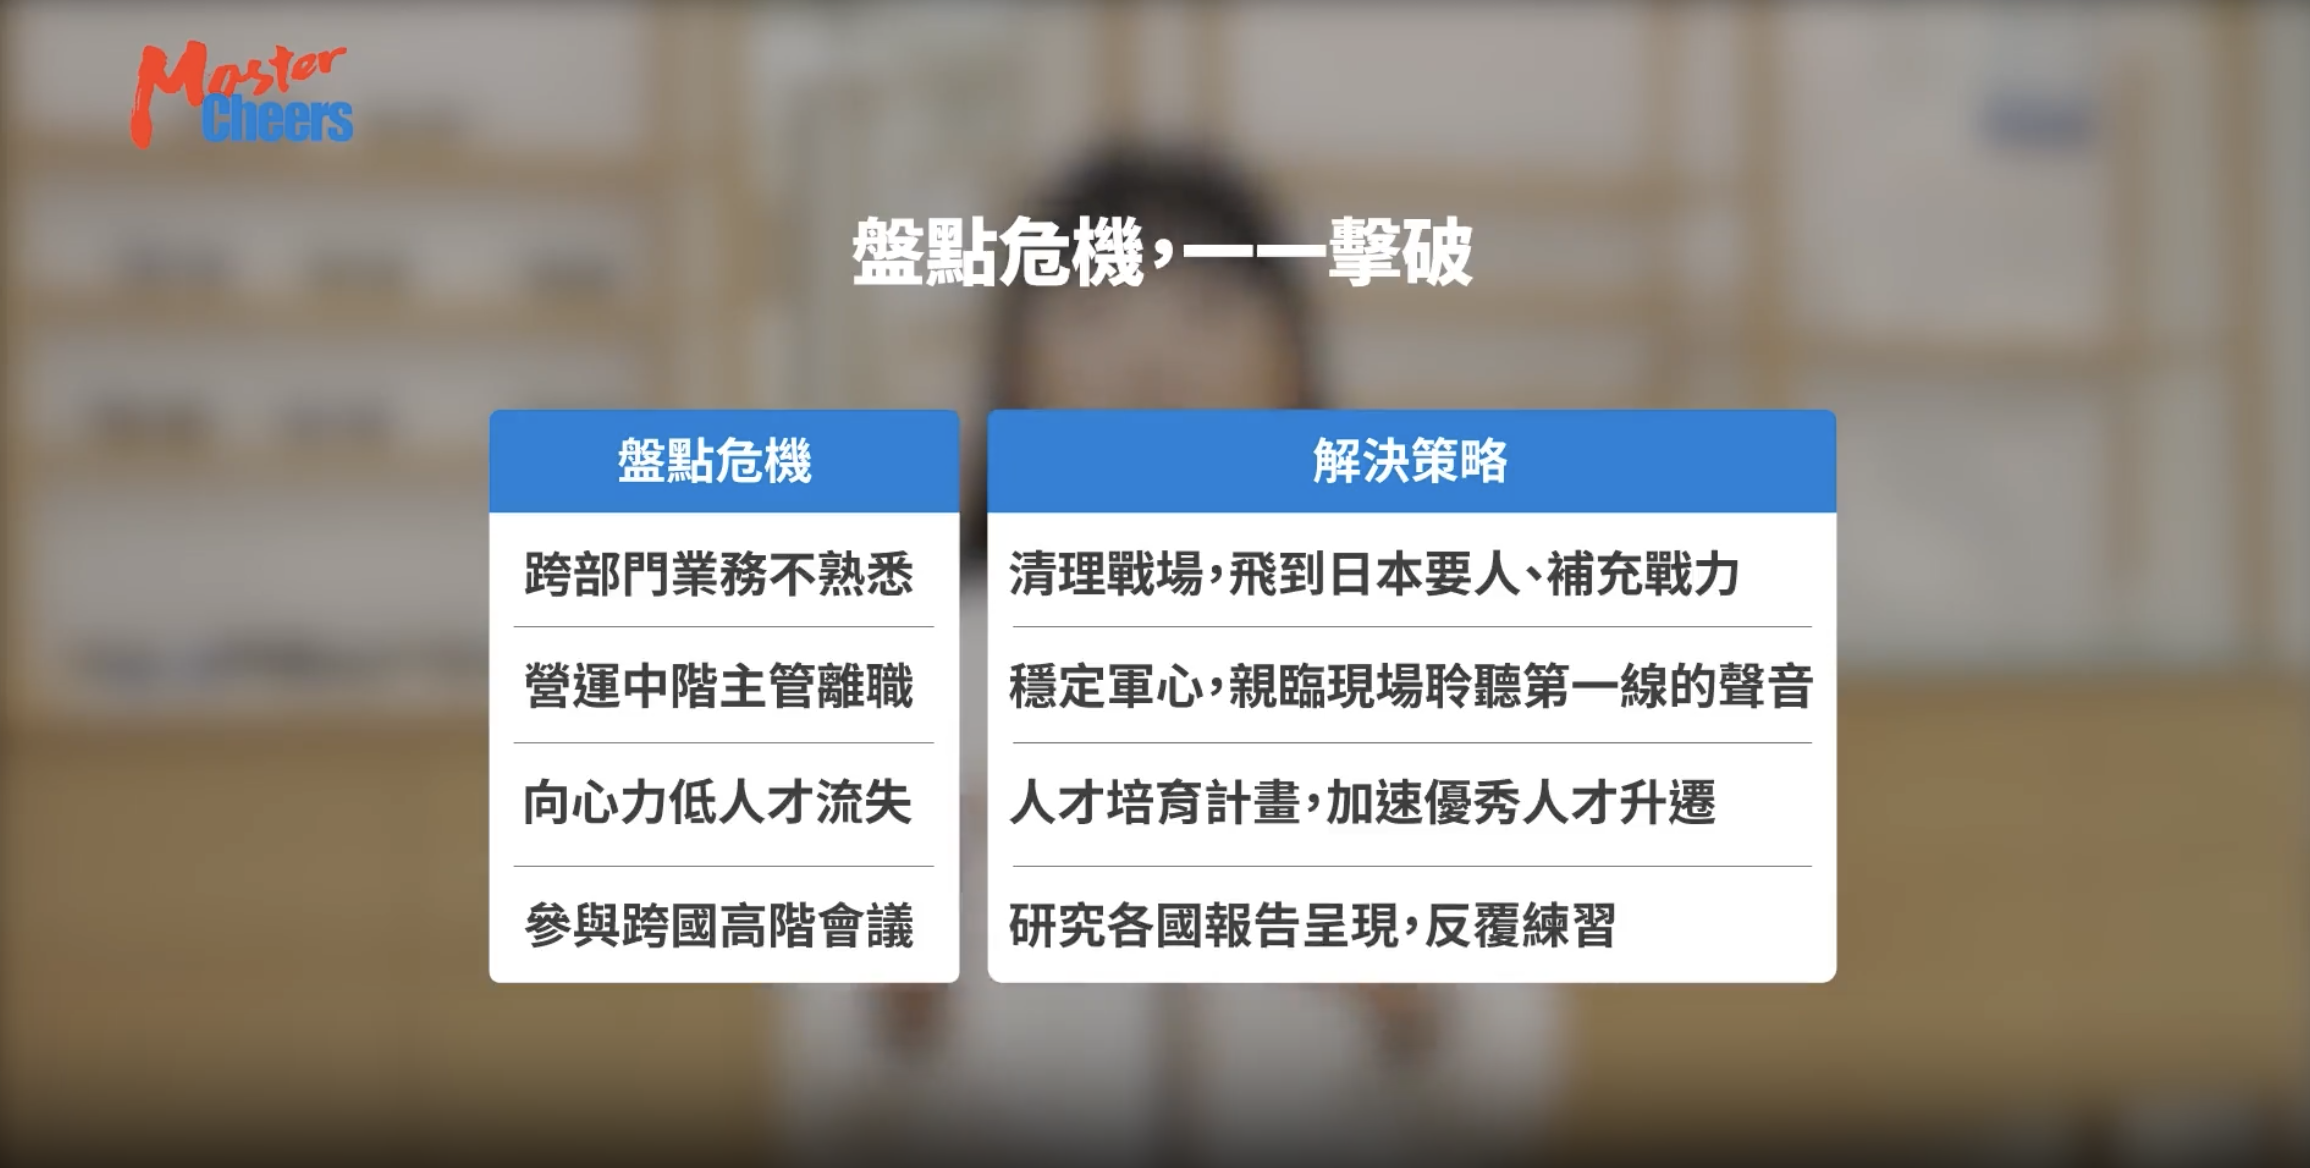 Master
Cheers
盤點危機，一一擊破
盤點危機
解決策略
跨部門業務不熟悉
清理戰場，飛到日本要人、補充戰力
營運中階主管離職
穩定軍心，親臨現場聆聽第一線的聲音
向心力低人才流失
人才培育計畫，加速優秀人才升遷
參與跨國高階會議
研究各國報告呈現，反覆練習